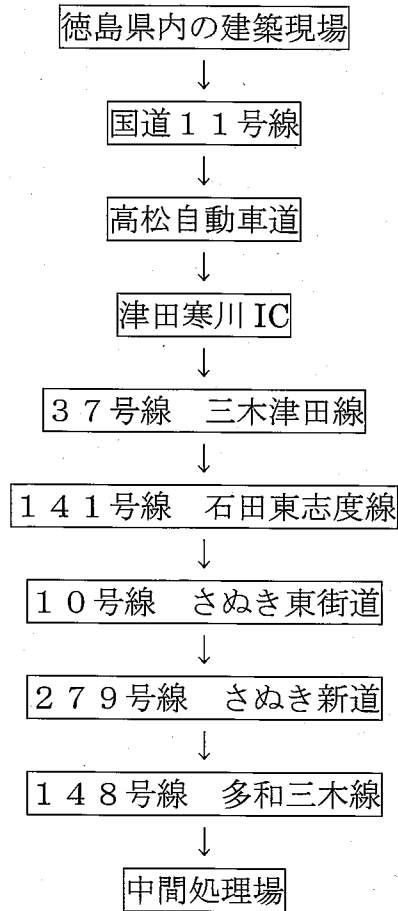 徳島県内の建築現場
↓
国道１１号線
↓
高松自動車道
↓
津田寒川 IC
↓
３７号線　三木津田線
↓
１４１号線　石田東志度線
↓
１０号線　さぬき東街道
↓
２７９号線　さぬき新道
↓
１４８号線　多和三木線
↓
中間処理場